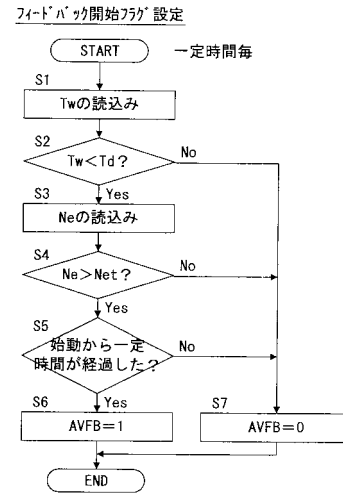 フィードバック開始フラグ設定
START
一定時間毎
S1
Twの読込み
S2
Tw<Td?
No
Yes
S3
Neの読込み
S4
Ne>Net?
No
Yes
S5
始動から一定
時間が経過した?
No
Yes
S6
AVFB=1
S7
AVFB=0
END